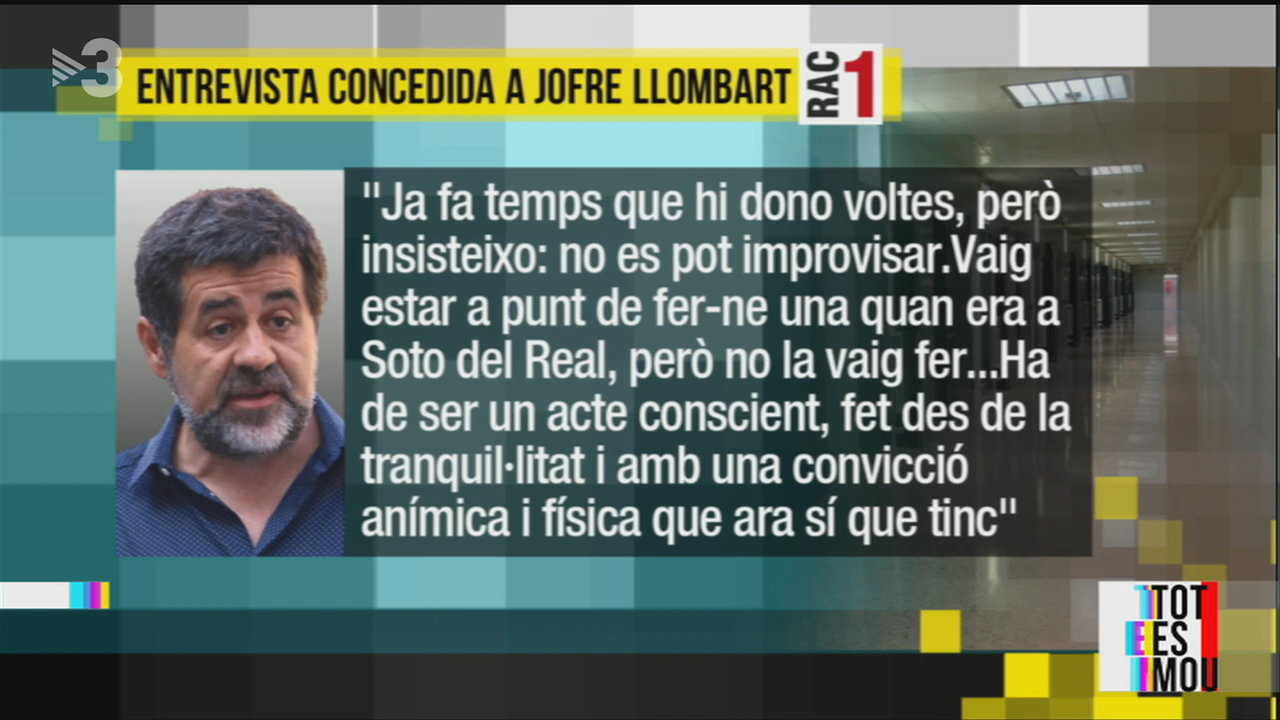 3
ENTREVISTA CONCEDIDA A JOFRE LLOMBART
RAC
1
"Ja fa temps que hi dono voltes, però
insisteixo: no es pot improvisar.Vaig
estar a punt de fer-ne una quan era a
Soto del Real, però no la vaig fer...Ha
de ser un acte conscient, fet des de la
tranquil·litat i amb una convicció
anímica i física que ara sí que tinc"
TOT
ES
MOU